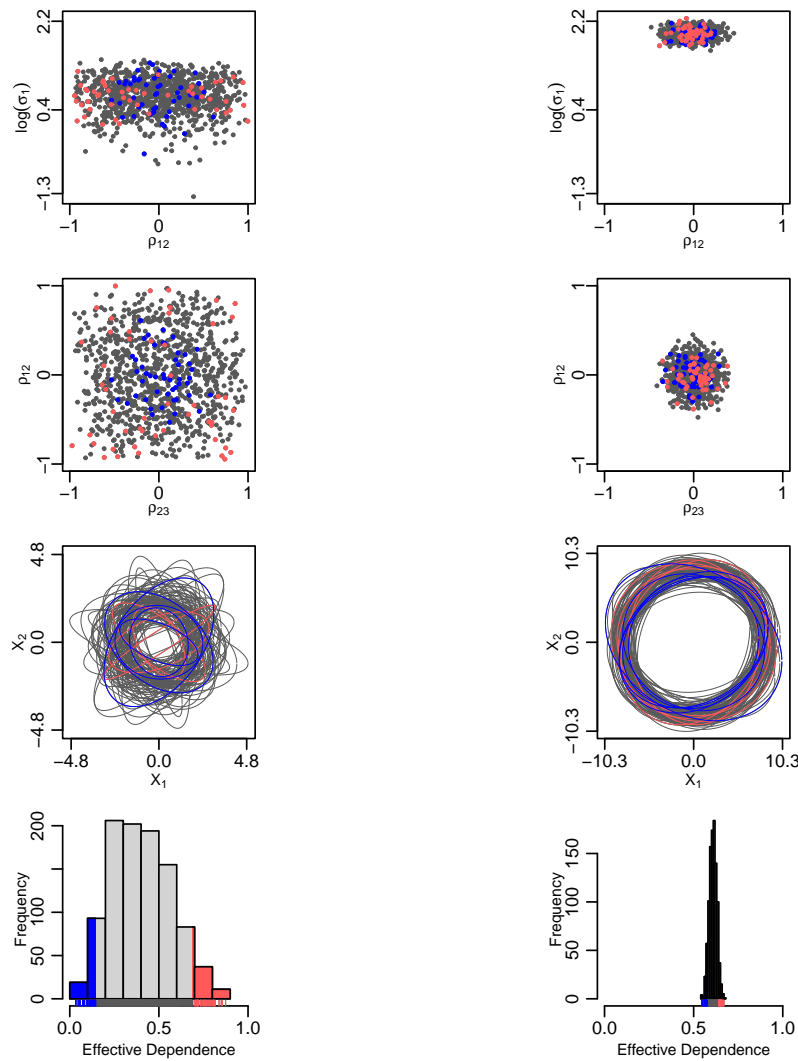 log(σ1)
2.2
0.4
−1.3
−1 0 1
ρ12
log(σ1)
2.2
0.4
−1.3
−1 0 1
ρ12
ρ12
1
0
−1
−1 0 1
ρ23
ρ12
1
0
−1
−1 0 1
ρ23
X2
4.8
0.0
−4.8
−4.8 0.0 4.8
X1
X2
10.3
0.0
−10.3
−10.3 0.0 10.3
X1
Frequency
200
100
50
0
0.0 0.5 1.0
Effective Dependence
Frequency
150
100
50
0
0.0 0.5 1.0
Effective Dependence